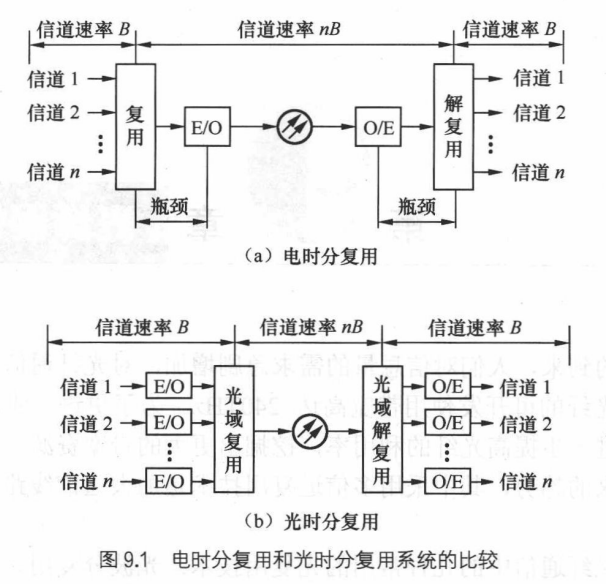 信道速率 B 信道速率 nB 信道速率 B
信道 1 信道 1
信道 2 复用 E/O O/E 解复用 信道 2
信道 n 信道 n
瓶颈 瓶颈
(a) 电时分复用
信道速率 B 信道速率 nB 信道速率 B
信道 1 E/O O/E 信道 1
信道 2 E/O 光域复用 光域解复用 O/E 信道 2
信道 n E/O O/E 信道 n
(b) 光时分复用
图 9.1 电时分复用和光时分复用系统的比较